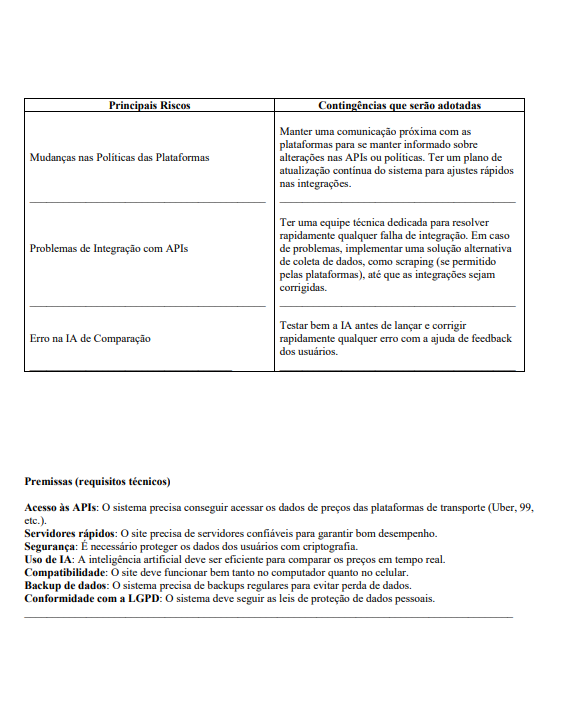 Principais Riscos
Contingências que serão adotadas
Mudanças nas Políticas das Plataformas
Manter uma comunicação próxima com as
plataformas para se manter informado sobre
alterações nas APIs ou políticas. Ter um plano de
atualização contínua do sistema para ajustes rápidos
nas integrações.
Problemas de Integração com APIs
Ter uma equipe técnica dedicada para resolver
rapidamente qualquer falha de integração. Em caso
de problemas, implementar uma solução alternativa
de coleta de dados, como scraping (se permitido
pelas plataformas), até que as integrações sejam
corrigidas.
Erro na IA de Comparação
Testar bem a IA antes de lançar e corrigir
rapidamente qualquer erro com a ajuda de feedback
dos usuários.
Premissas (requisitos técnicos)
Acesso às APIs: O sistema precisa conseguir acessar os dados de preços das plataformas de transporte (Uber, 99,
etc.).
Servidores rápidos: O site precisa de servidores confiáveis para garantir bom desempenho.
Segurança: É necessário proteger os dados dos usuários com criptografia.
Uso de IA: A inteligência artificial deve ser eficiente para comparar os preços em tempo real.
Compatibilidade: O site deve funcionar bem tanto no computador quanto no celular.
Backup de dados: O sistema precisa de backups regulares para evitar perda de dados.
Conformidade com a LGPD: O sistema deve seguir as leis de proteção de dados pessoais.